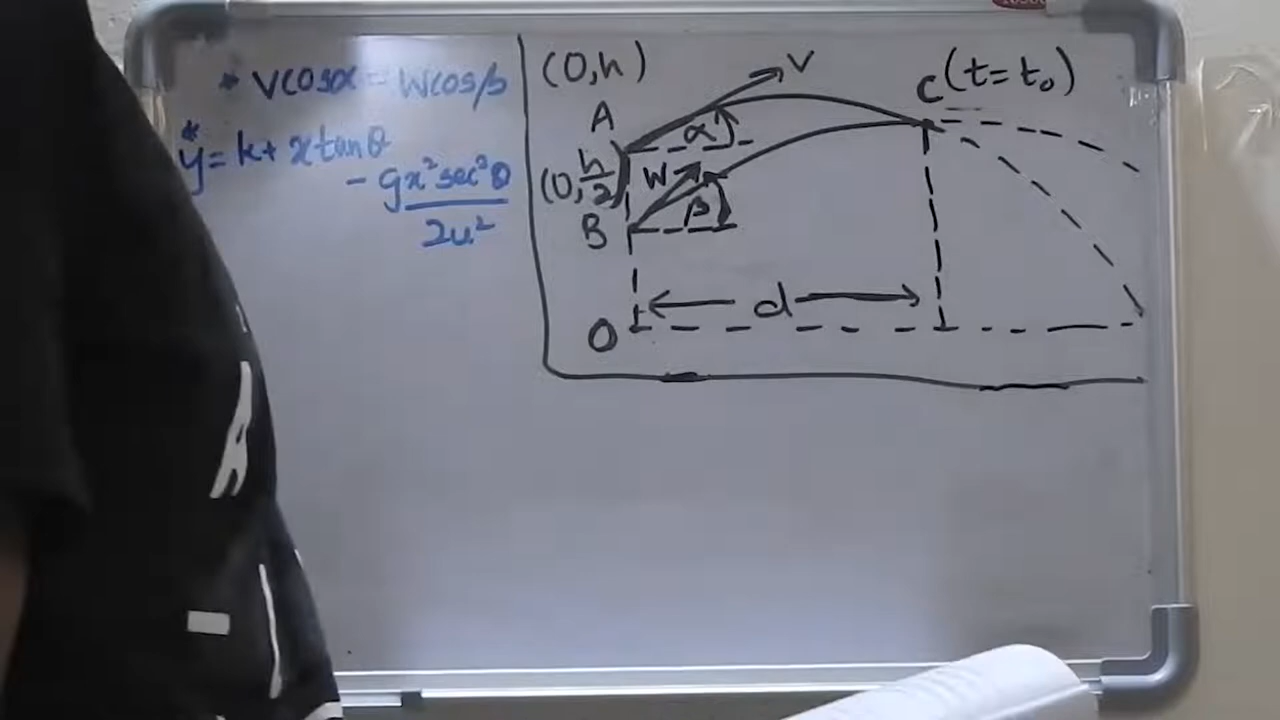 * VCosα = WCosβ
* y = k + x tanθ
- gx²sec²θ
2u²
(0,h)
V
C (t=t₀)
A
α
(0,h/2)
W
β
B
d
O